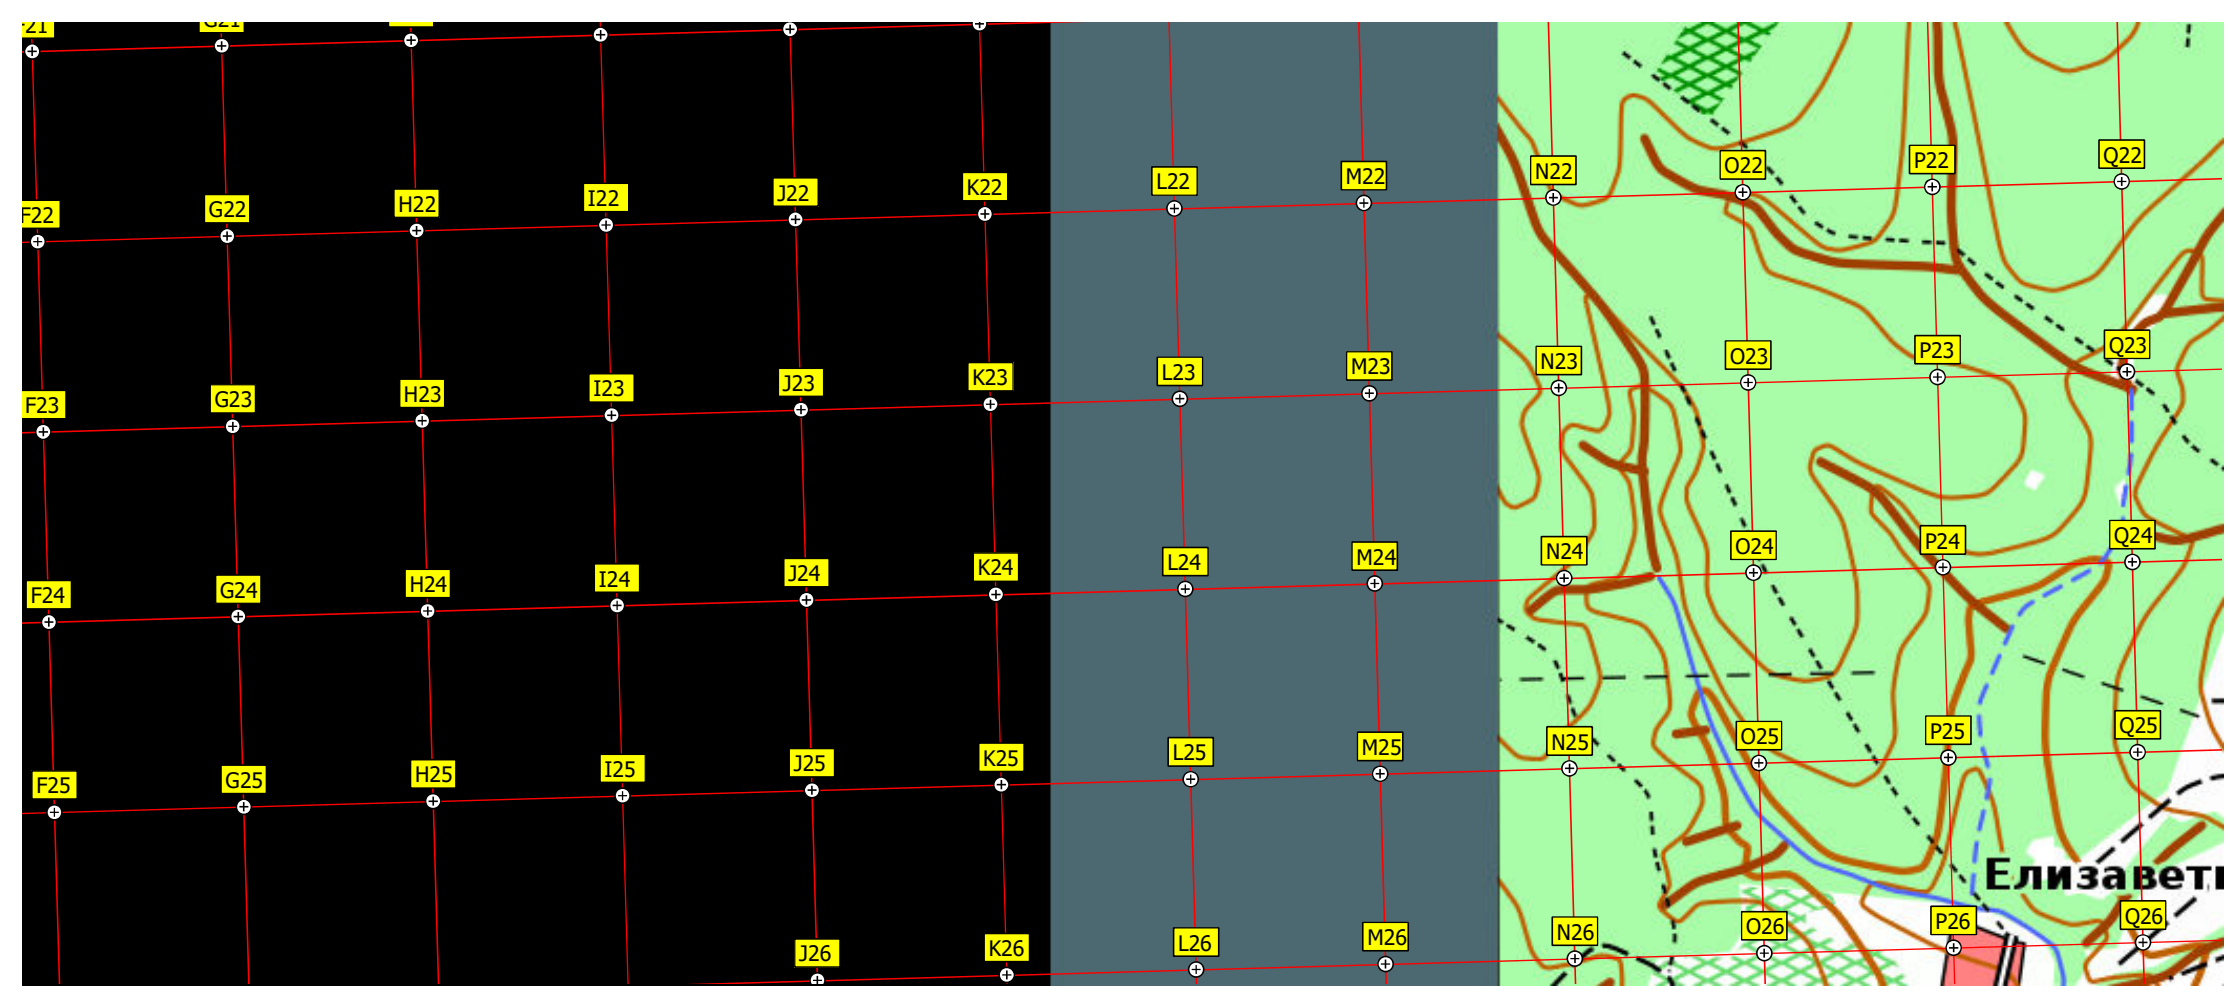 G21
F22 G22 H22 I22 J22 K22 L22 M22 N22 O22 P22 Q22
F23 G23 H23 I23 J23 K23 L23 M23 N23 O23 P23 Q23
F24 G24 H24 I24 J24 K24 L24 M24 N24 O24 P24 Q24
F25 G25 H25 I25 J25 K25 L25 M25 N25 O25 P25 Q25
Елизавет
J26 K26 L26 M26 N26 O26 P26 Q26